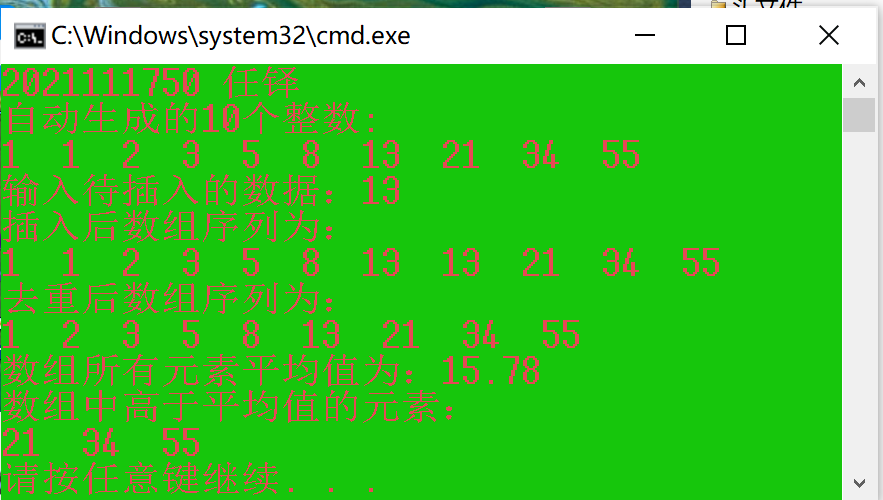 头文件
C:\Windows\system32\cmd.exe
2021111750 任铎
自动生成的10个整数:
1  1  2  3  5  8  13  21  34  55
输入待插入的数据：13
插入后数组序列为：
1  1  2  3  5  8  13  13  21  34  55
去重后数组序列为：
1  2  3  5  8  13  21  34  55
数组所有元素平均值为：15.78
数组中高于平均值的元素：
21  34  55
请按任意键继续. . .